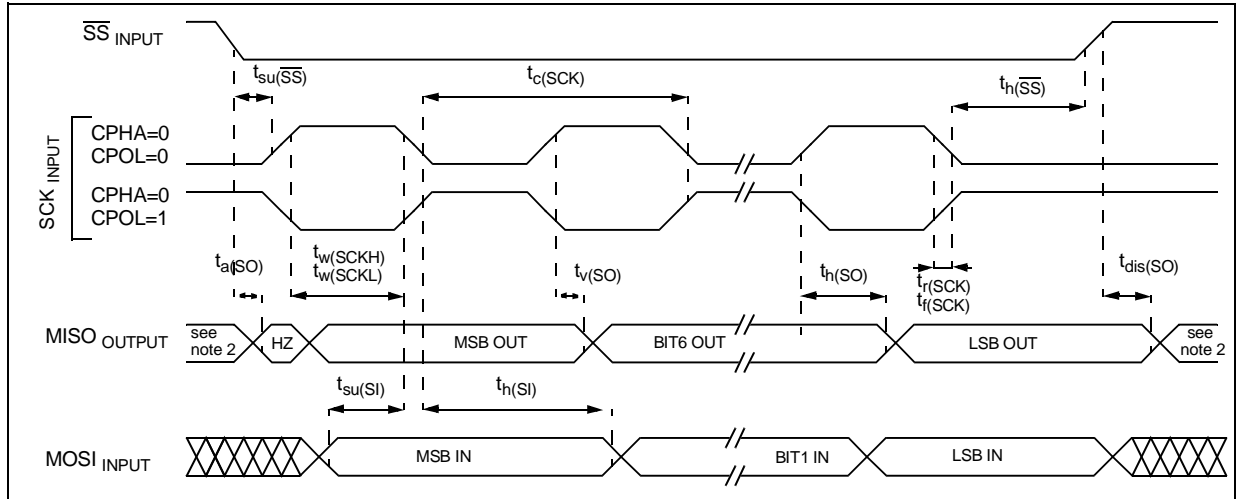 SS INPUT
tsu(SS)
tc(SCK)
th(SS)
SCK INPUT
CPHA=0
CPOL=0
CPHA=0
CPOL=1
ta(SO)
tw(SCKH)
tw(SCKL)
tv(SO)
th(SO)
tr(SCK)
tf(SCK)
tdis(SO)
MISO OUTPUT
see
note 2
HZ
MSB OUT
BIT6 OUT
LSB OUT
see
note 2
tsu(SI)
th(SI)
MOSI INPUT
MSB IN
BIT1 IN
LSB IN